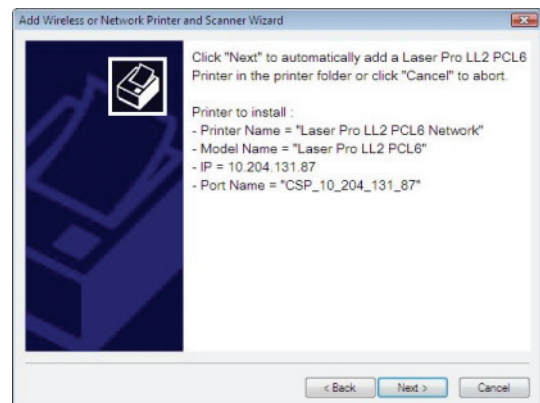 Add Wireless or Network Printer and Scanner Wizard
Click "Next" to automatically add a Laser Pro LL2 PCL6
Printer in the printer folder or click "Cancel" to abort.
Printer to install :
- Printer Name = "Laser Pro LL2 PCL6 Network"
- Model Name = "Laser Pro LL2 PCL6"
- IP = 10.204.131.87
- Port Name = "CSP_10_204_131_87"
< Back Next > Cancel